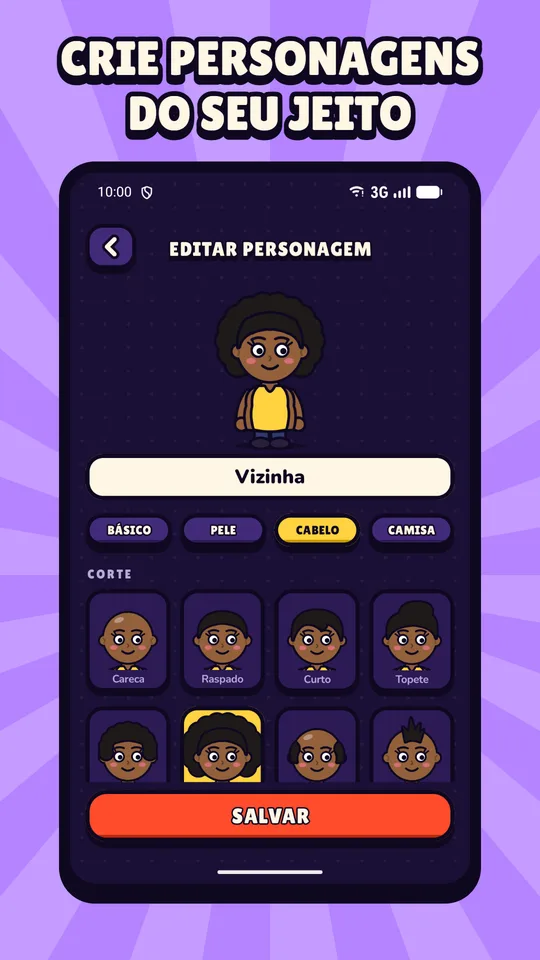 CRIE PERSONAGENS
DO SEU JEITO
10:00 3G
EDITAR PERSONAGEM
Vizinha
BÁSICO PELE CABELO CAMISA
CORTE
Careca Raspado Curto Topete
SALVAR